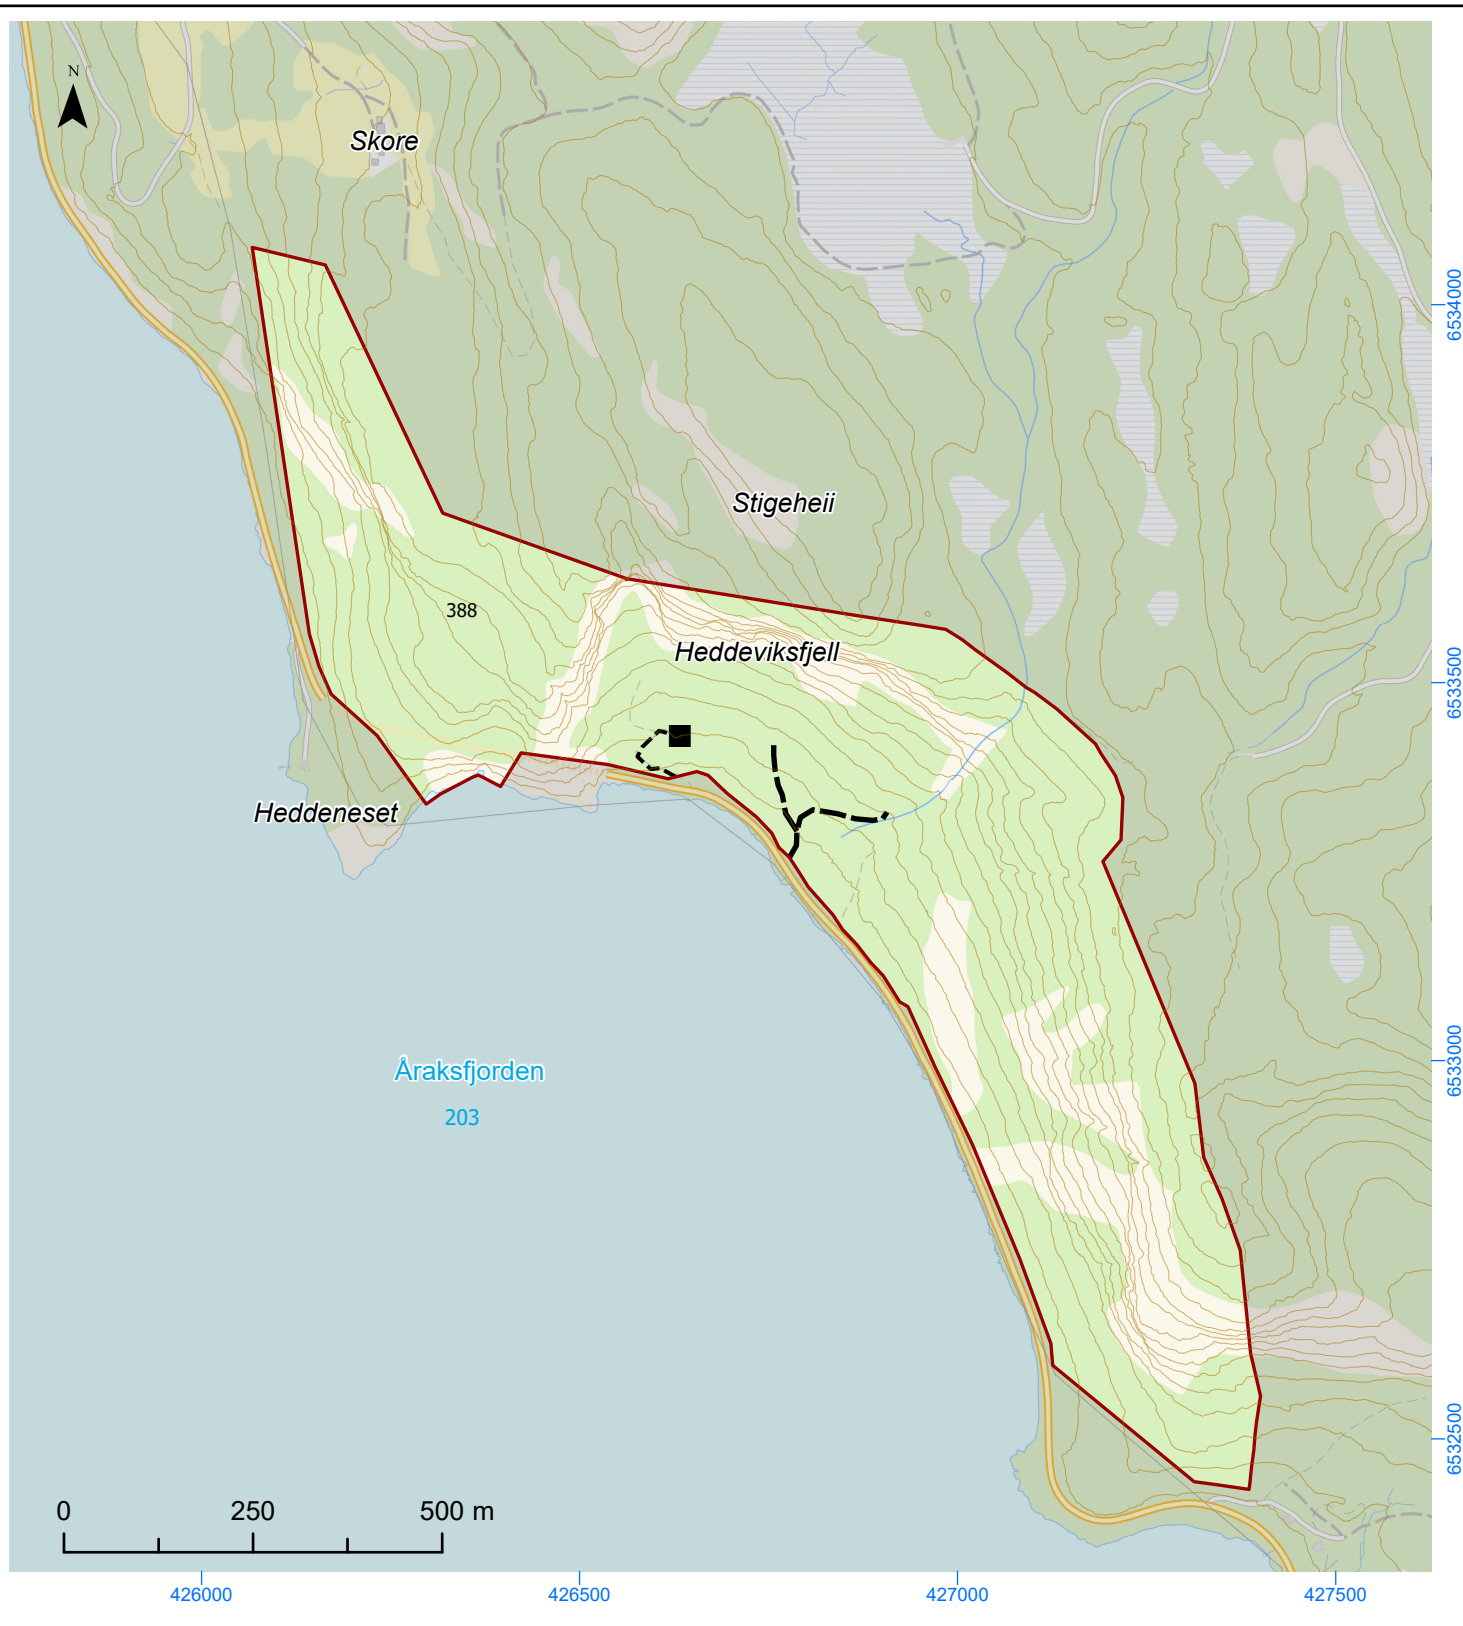 N
Skore
6534000
Stigeheii
388
Heddeviksfjell
6533500
Heddeneset
Åraksfjorden
6533000
203
6532500
0 250 500 m
426000 426500 427000 427500